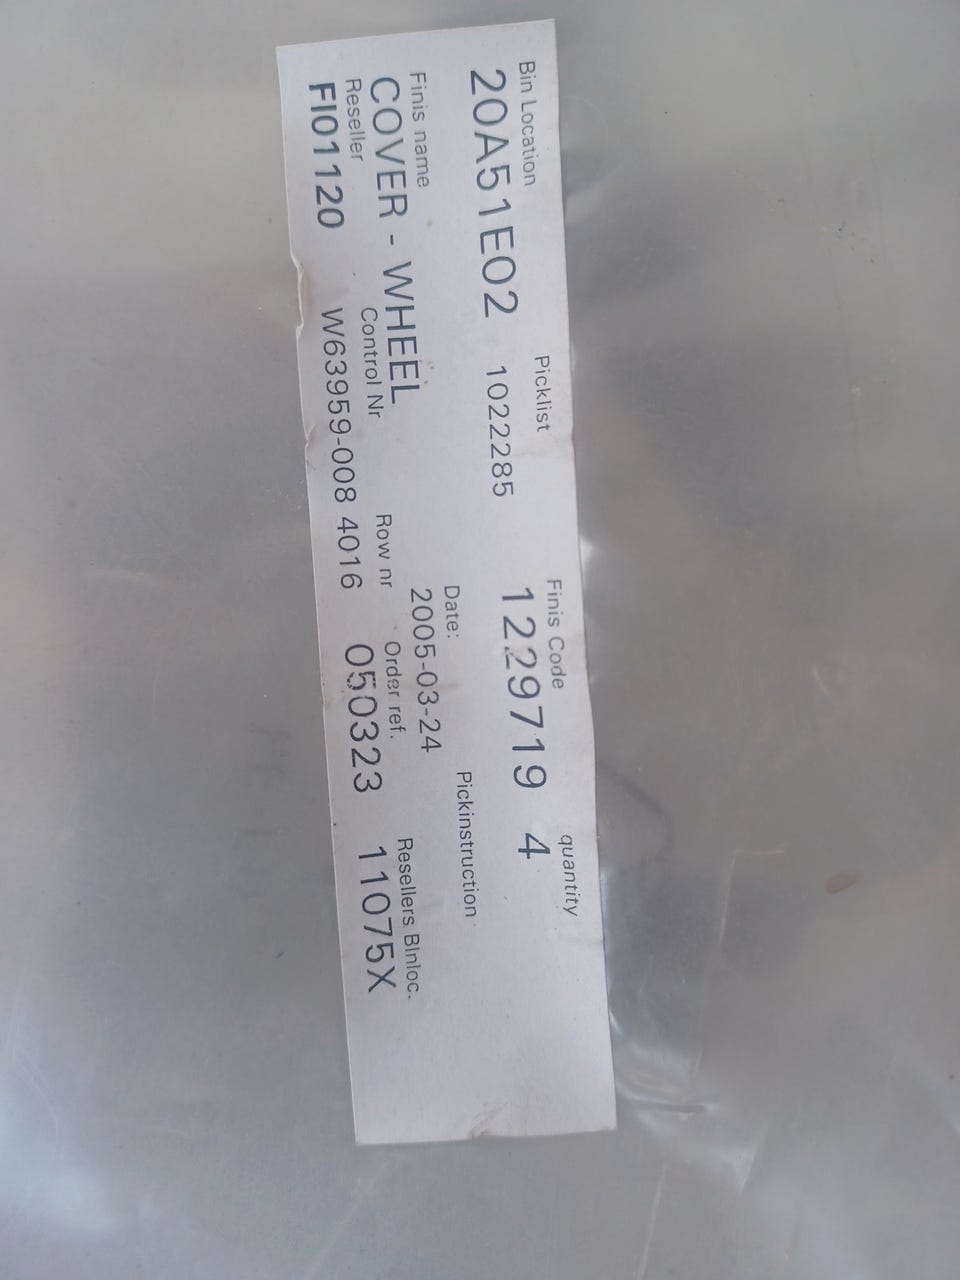 Bin Location Picklist Finis Code quantity
20A51E02 1022285 1229719 4
Finis name Date: Pickinstruction
COVER - WHEEL 2005-03-24
Reseller Control Nr Row nr Order ref. Resellers BInloc.
FI01120 W63959-008 4016 050323 11075X